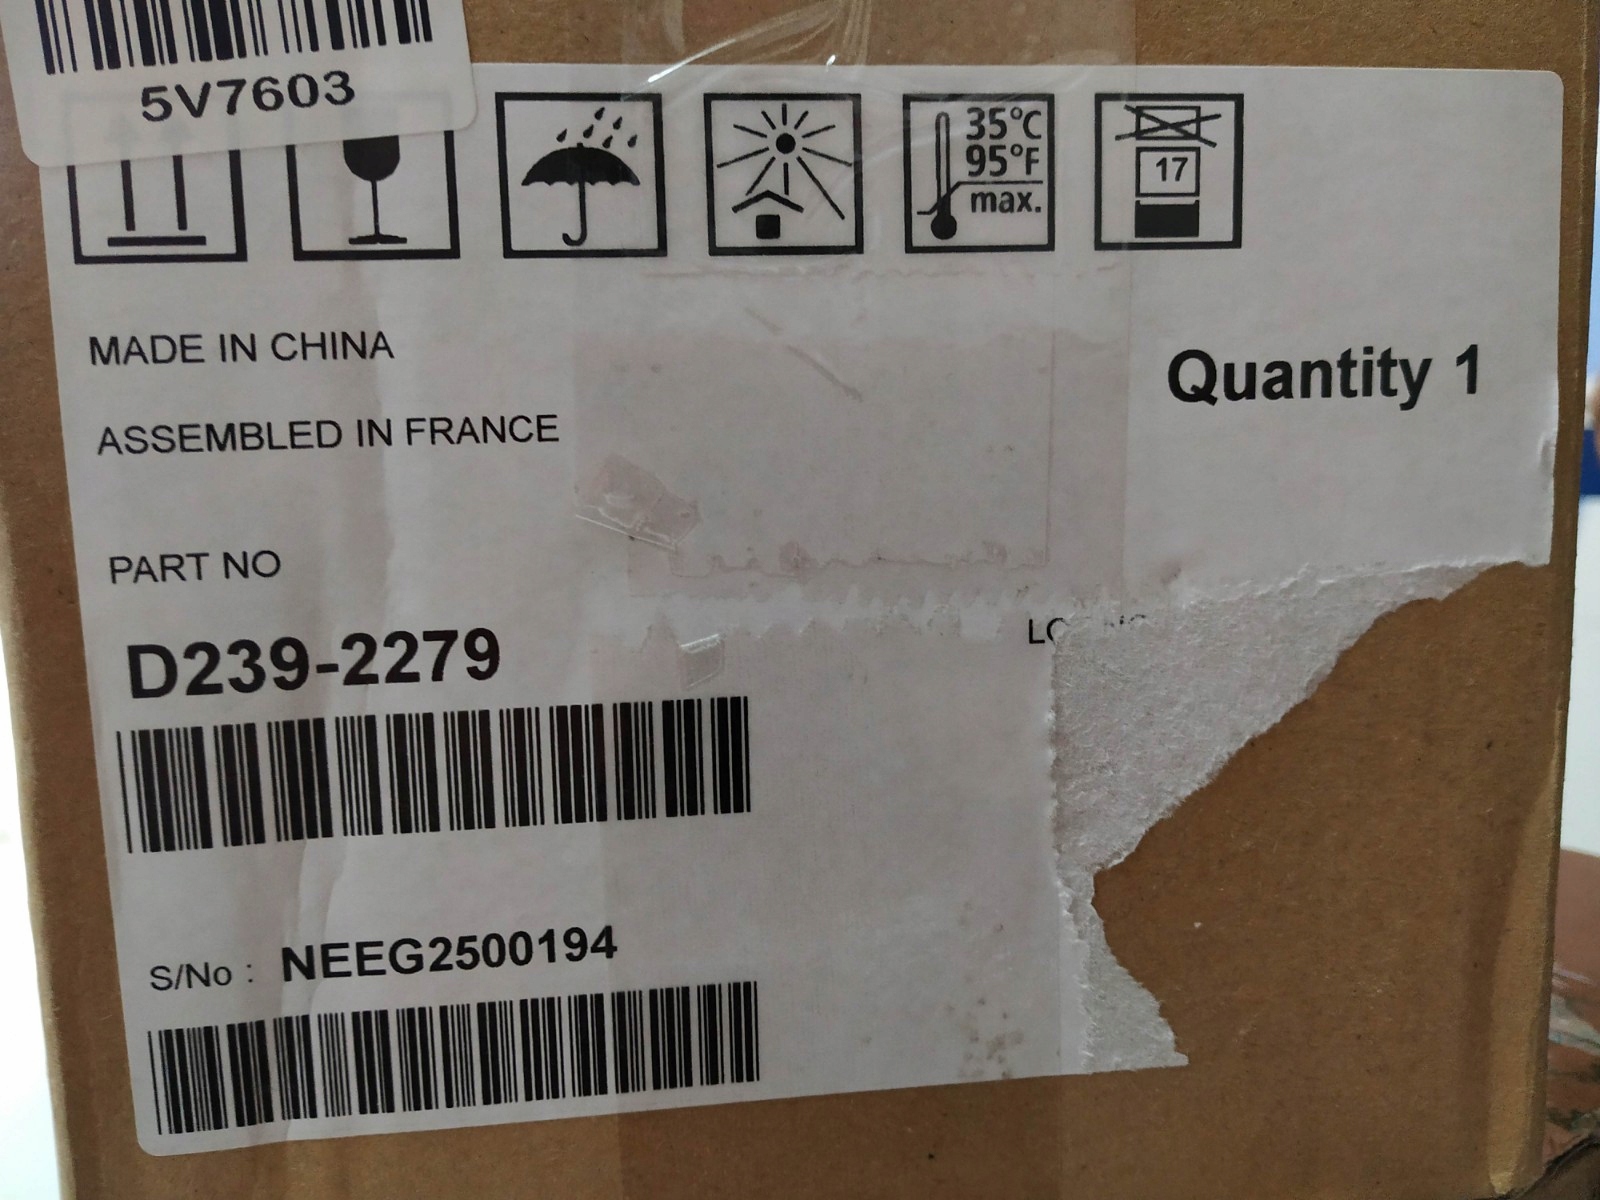 5V7603
35°C
95°F
max.
17
MADE IN CHINA
Quantity 1
ASSEMBLED IN FRANCE
PART NO
D239-2279
S/No : NEEG2500194